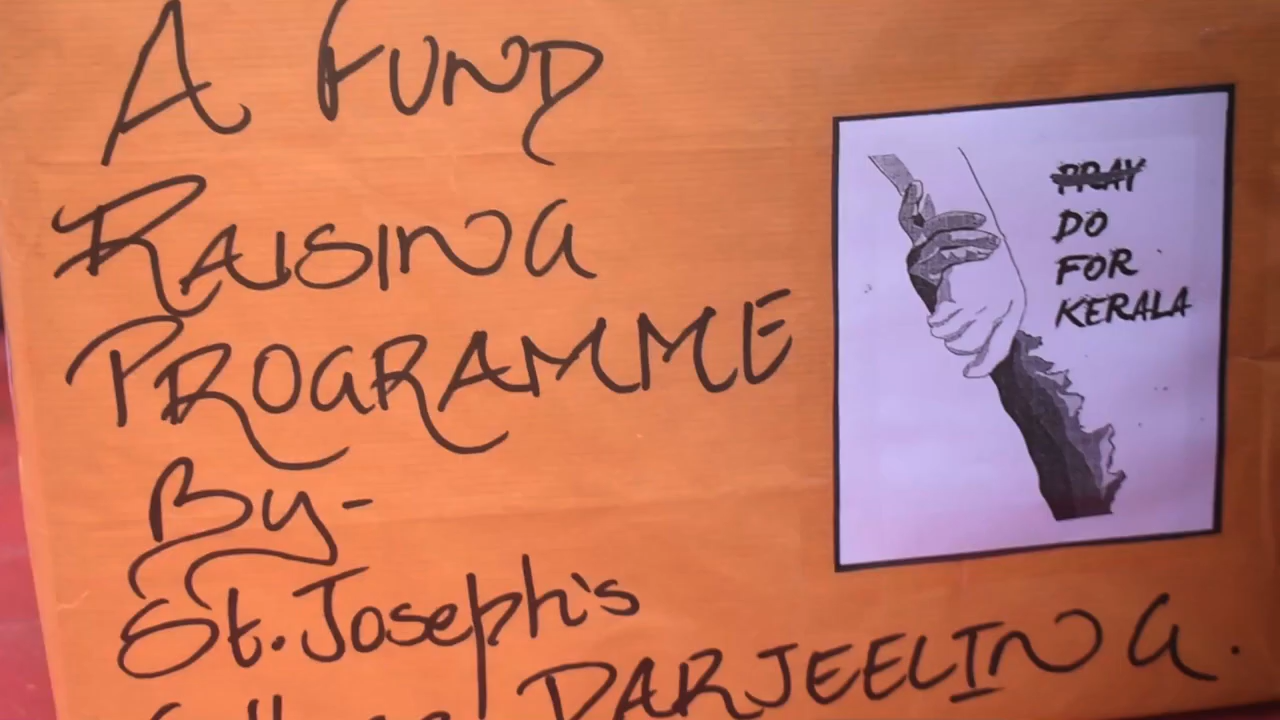 A FUND
RAISING
PROGRAMME
By-
St. Joseph's
DARJEELING.
PRAY
DO
FOR
KERALA